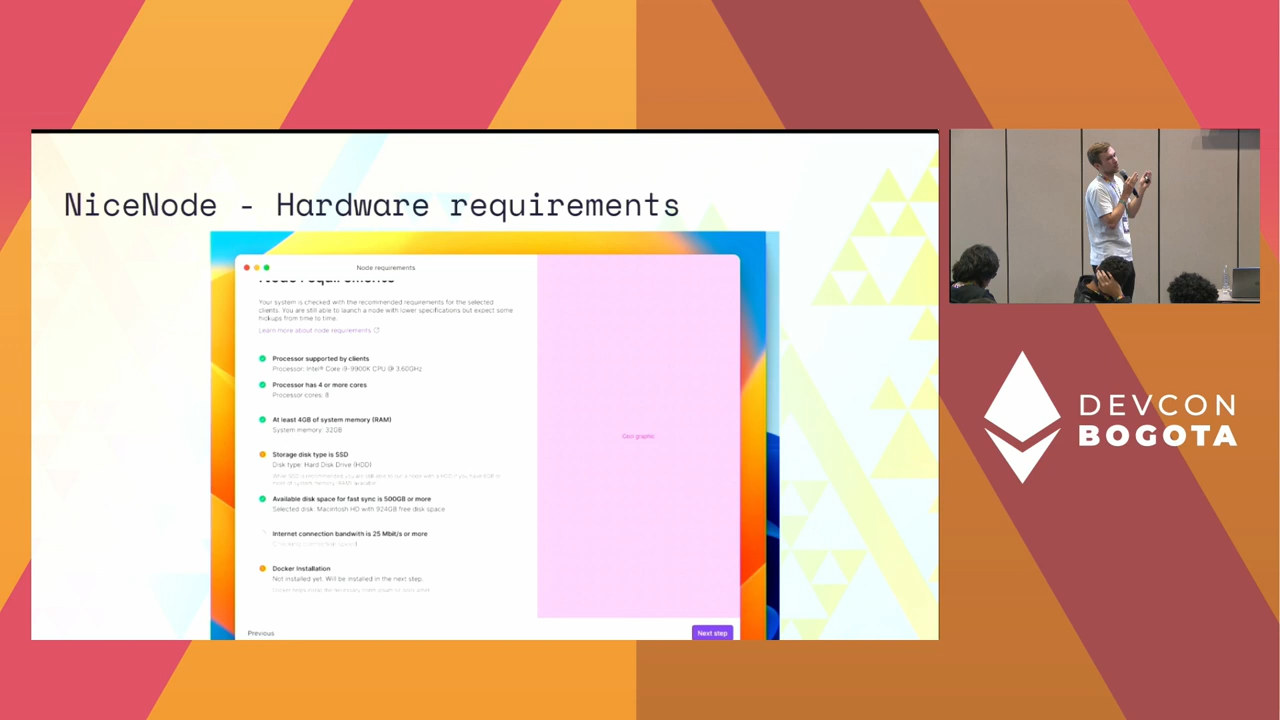 NiceNode - Hardware requirements
Node requirements
Node requirements
Your system is checked with the recommended requirements for the selected
clients. You are still able to launch a node with lower specifications but expect some
hickups from time to time.
Learn more about node requirements
Processor supported by clients
Processor: Intel® Core i9-9900K CPU @ 3.60GHz
Processor has 4 or more cores
Processor cores: 8
At least 4GB of system memory (RAM)
System memory: 32GB
Storage disk type is SSD
Disk type: Hard Disk Drive (HDD)
Available disk space for fast sync is 500GB or more
Selected disk: Macintosh HD with 924GB free disk space
Internet connection bandwith is 25 Mbit/s or more
Docker Installation
Not installed yet. Will be installed in the next step.
Previous
Next step
Cool graphic
DEVCON
BOGOTA